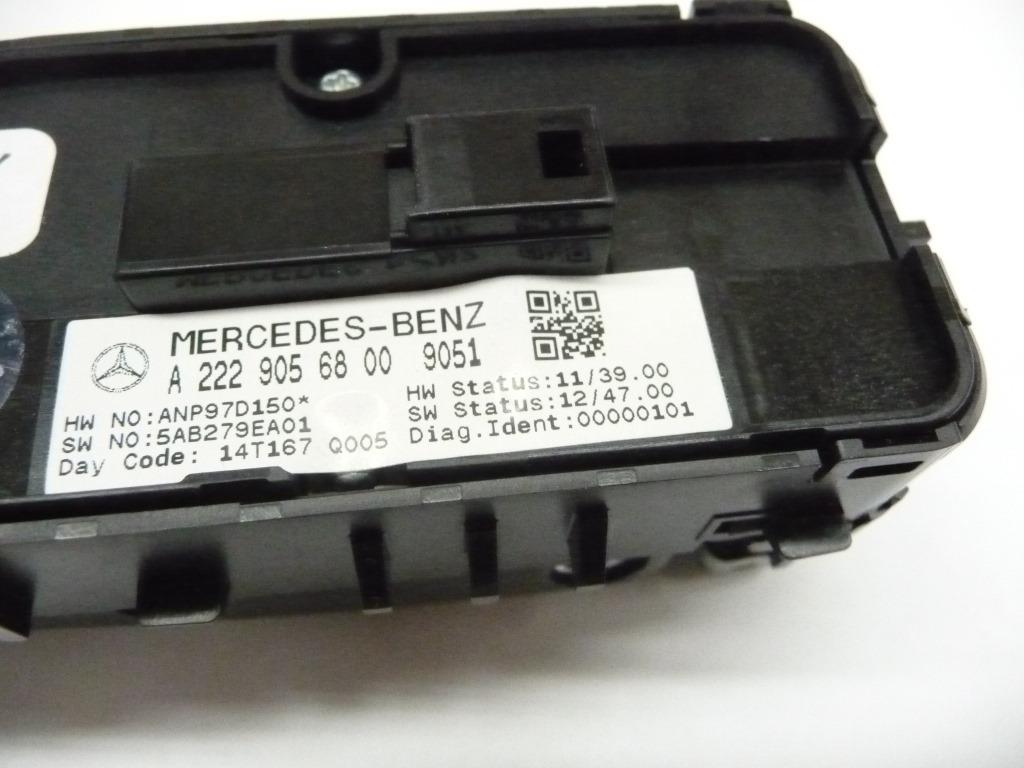 MERCEDES-BENZ
A 222 905 68 00 9051
HW NO:ANP97D150*
SW NO:5AB279EA01
Day Code: 14T167 Q005
HW Status:11/39.00
SW Status:12/47.00
Diag.Ident:00000101